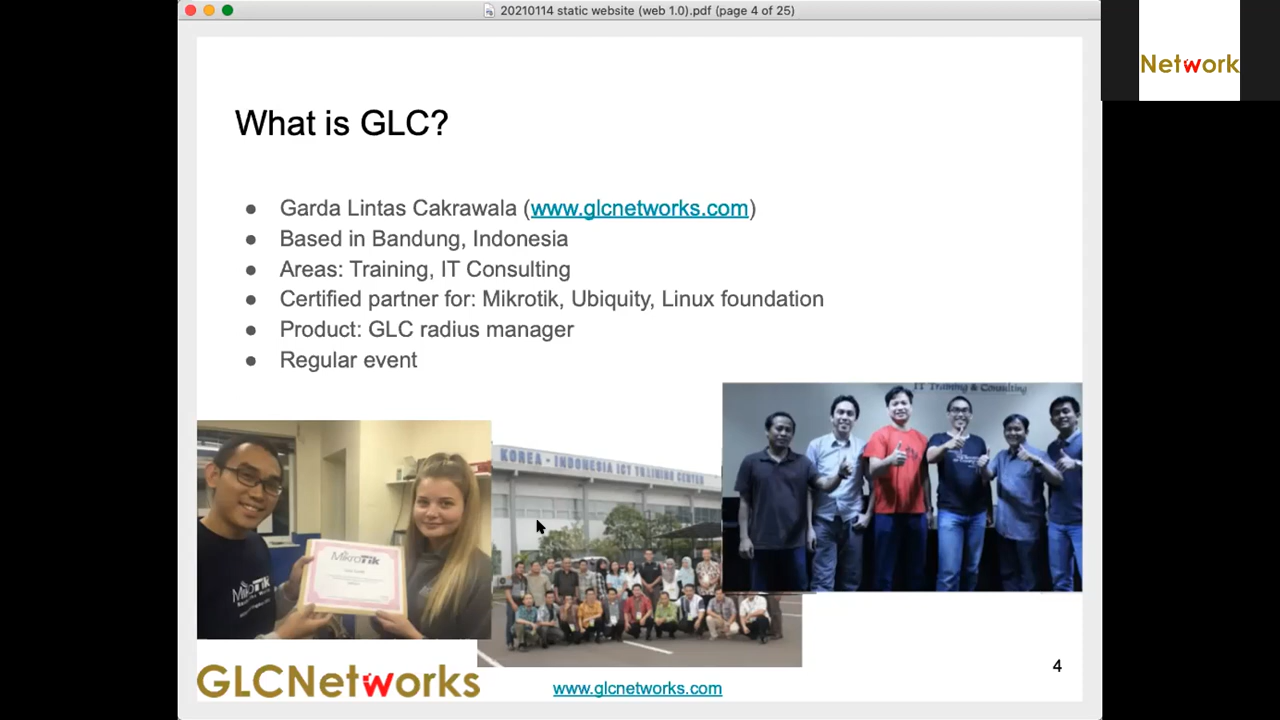 20210114 static website (web 1.0).pdf (page 4 of 25)
Network
What is GLC?
● Garda Lintas Cakrawala (www.glcnetworks.com)
● Based in Bandung, Indonesia
● Areas: Training, IT Consulting
● Certified partner for: Mikrotik, Ubiquity, Linux foundation
● Product: GLC radius manager
● Regular event
IT Training & Consulting
KOREA - INDONESIA ICT TRAINING CENTER
MikroTik
MikroTik
GLCNetworks
www.glcnetworks.com
4